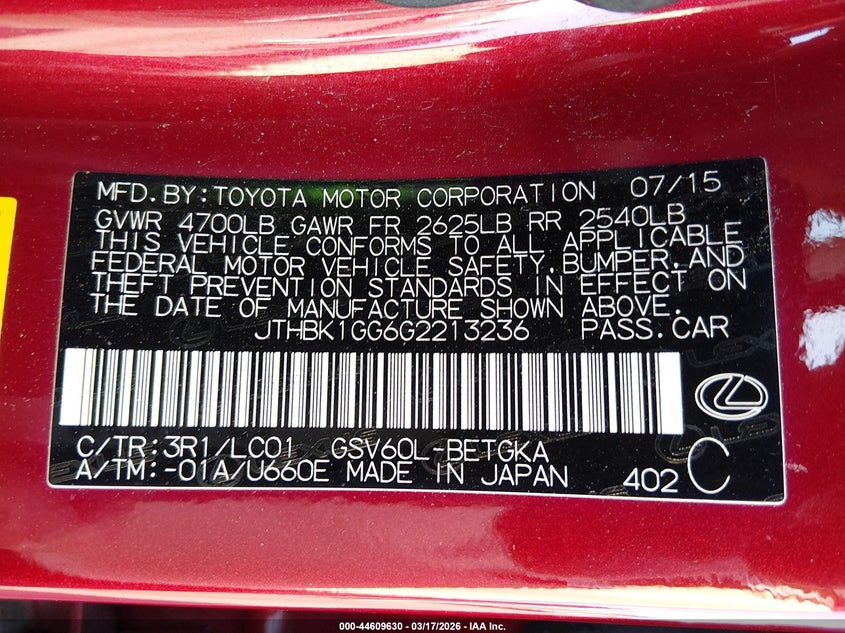 MFD.BY:TOYOTA MOTOR CORPORATION 07/15
GVWR 4700LB GAWR FR 2625LB RR 2540LB
THIS VEHICLE CONFORMS TO ALL APPLICABLE
FEDERAL MOTOR VEHICLE SAFETY,BUMPER,AND
THEFT PREVENTION STANDARDS IN EFFECT ON
THE DATE OF MANUFACTURE SHOWN ABOVE.
JTHBK1GG6G2213236 PASS.CAR
C/TR:3R1/LC01 GSV60L-BETGKA
A/TM:-01A/U660E MADE IN JAPAN 402 C
000-44609630 - 03/17/2026 - IAA Inc.